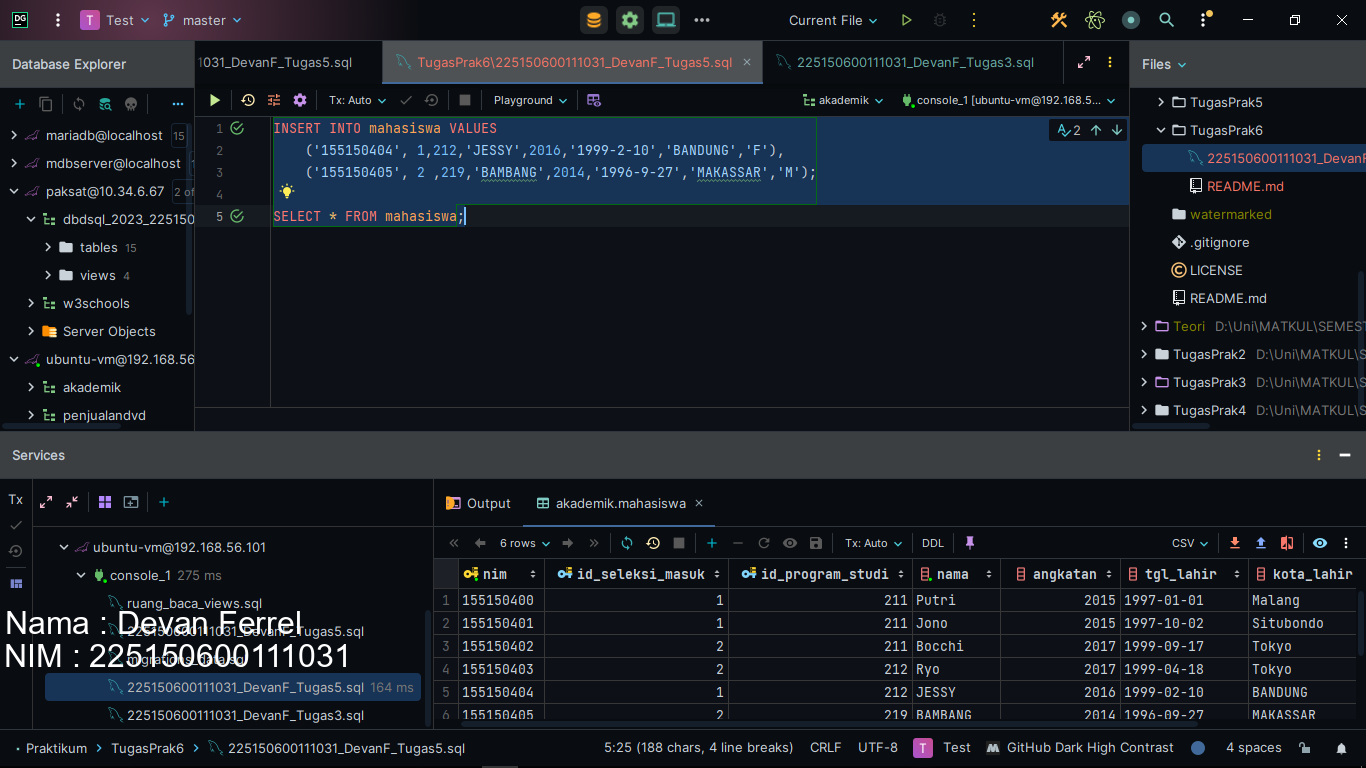 DG
T Test
master
Current File
Database Explorer
1031_DevanF_Tugas5.sql
TugasPrak6\225150600111031_DevanF_Tugas5.sql
225150600111031_DevanF_Tugas3.sql
Files
Tx: Auto
Playground
akademik
console_1 [ubuntu-vm@192.168.5...
mariadb@localhost 15
mdbserver@localhost 1
paksat@10.34.6.67 2 of
dbdsql_2023_225150
tables 15
views 4
w3schools
Server Objects
ubuntu-vm@192.168.56
akademik
penjualandvd
1 INSERT INTO mahasiswa VALUES
2 ('155150404', 1,212,'JESSY',2016,'1999-2-10','BANDUNG','F'),
3 ('155150405', 2 ,219,'BAMBANG',2014,'1996-9-27','MAKASSAR','M');
4
5 SELECT * FROM mahasiswa;
2
TugasPrak5
TugasPrak6
225150600111031_DevanF
README.md
watermarked
.gitignore
LICENSE
README.md
Teori D:\Uni\MATKUL\SEMEST
TugasPrak2 D:\Uni\MATKUL\S
TugasPrak3 D:\Uni\MATKUL\S
TugasPrak4 D:\Uni\MATKUL\S
Services
Tx
ubuntu-vm@192.168.56.101
console_1 275 ms
ruang_baca_views.sql
225150600111031_DevanF_Tugas5.sql
migrations_data.sql
225150600111031_DevanF_Tugas5.sql 164 ms
225150600111031_DevanF_Tugas3.sql
Nama : Devan Ferrel
NIM : 225150600111031
Output
akademik.mahasiswa
6 rows
Tx: Auto
DDL
CSV
nim id_seleksi_masuk id_program_studi nama angkatan tgl_lahir kota_lahir
1 155150400 1 211 Putri 2015 1997-01-01 Malang
2 155150401 1 211 Jono 2015 1997-10-02 Situbondo
3 155150402 2 211 Bocchi 2017 1999-09-17 Tokyo
4 155150403 2 212 Ryo 2017 1999-04-18 Tokyo
5 155150404 1 212 JESSY 2016 1999-02-10 BANDUNG
6 155150405 2 219 BAMBANG 2014 1996-09-27 MAKASSAR
Praktikum > TugasPrak6 > 225150600111031_DevanF_Tugas5.sql
5:25 (188 chars, 4 line breaks) CRLF UTF-8 T Test GitHub Dark High Contrast 4 spaces